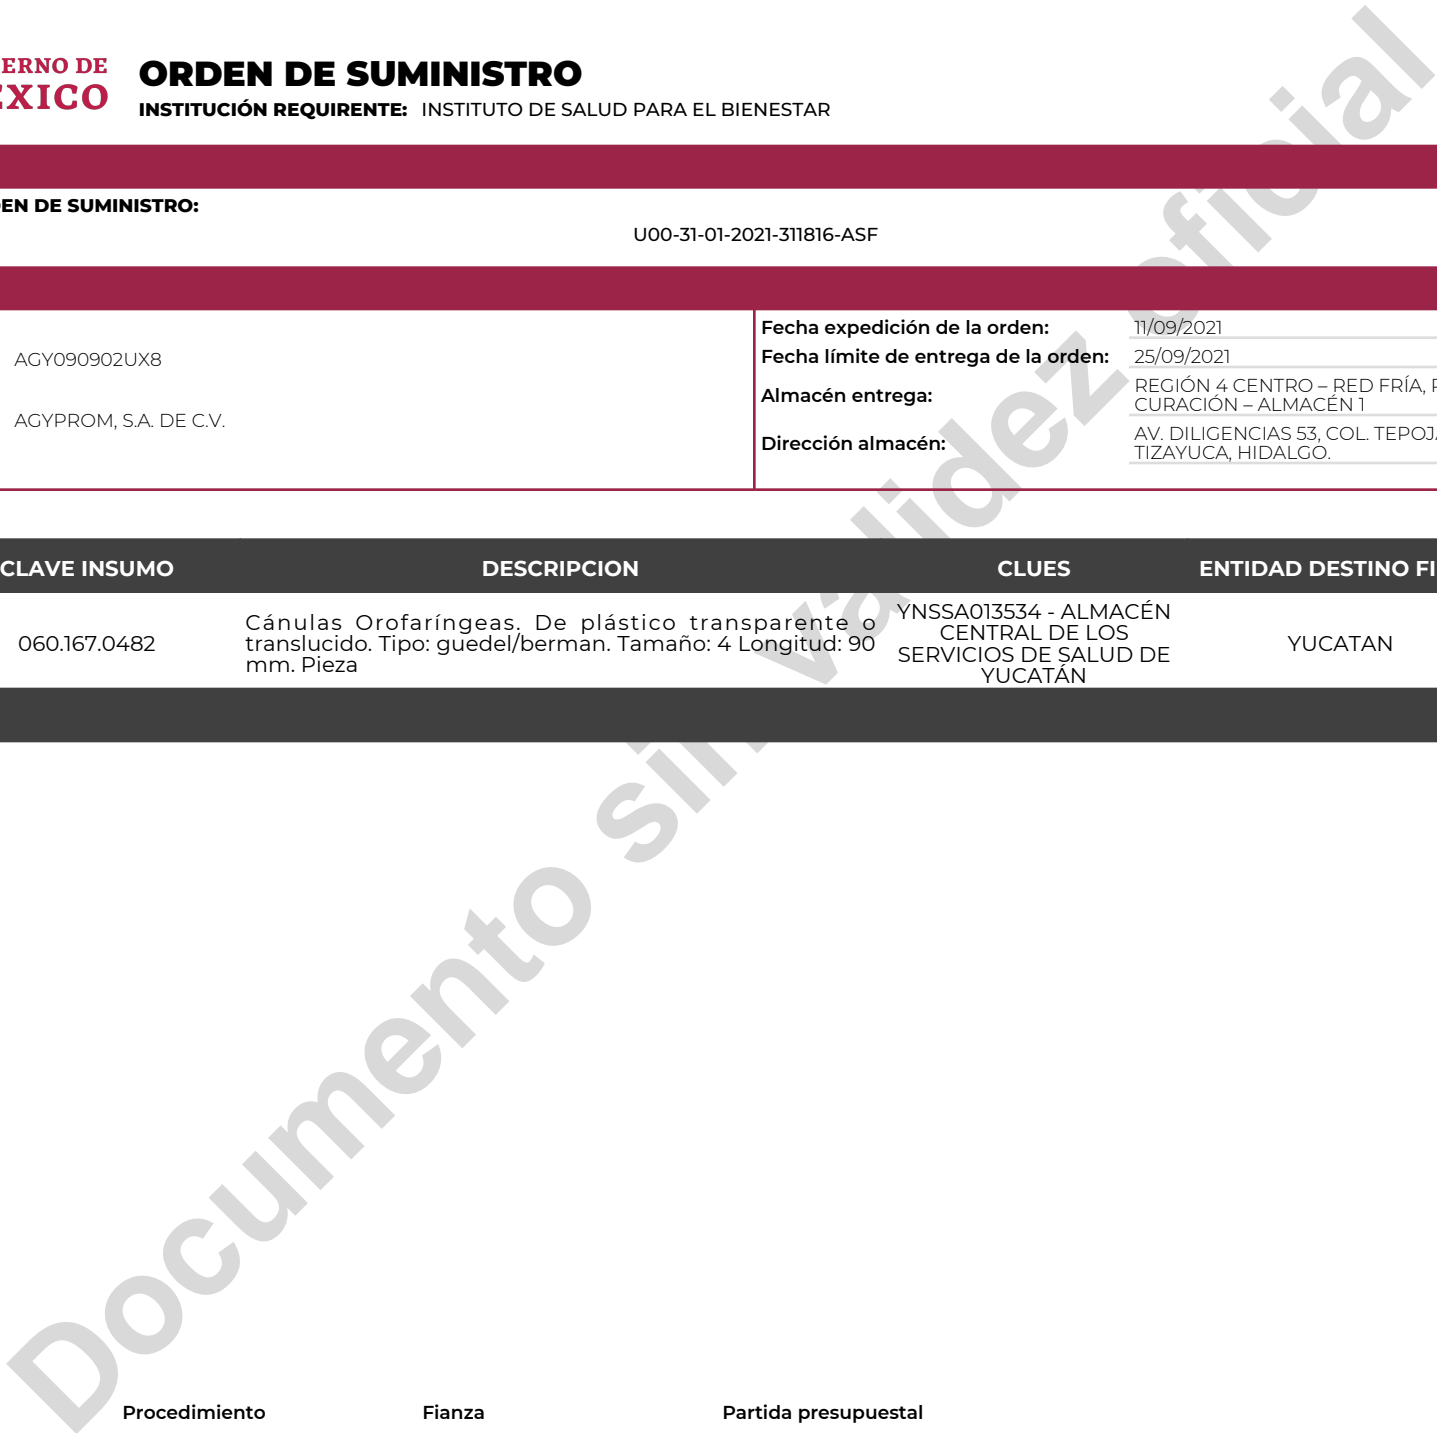 ERNO DE
ORDEN DE SUMINISTRO
EXICO
INSTITUCIÓN REQUIRENTE: INSTITUTO DE SALUD PARA EL BIENESTAR
EN DE SUMINISTRO:
U00-31-01-2021-311816-ASF
AGY090902UX8
AGYPROM, S.A. DE C.V.
Fecha expedición de la orden: 11/09/2021
Fecha límite de entrega de la orden: 25/09/2021
Almacén entrega: REGIÓN 4 CENTRO – RED FRÍA,
CURACIÓN – ALMACÉN 1
Dirección almacén: AV. DILIGENCIAS 53, COL. TEPOJ
TIZAYUCA, HIDALGO.
CLAVE INSUMO DESCRIPCION CLUES ENTIDAD DESTINO FI
060.167.0482
Cánulas Orofaríngeas. De plástico transparente o
translucido. Tipo: guedel/berman. Tamaño: 4 Longitud: 90
mm. Pieza
YNSSA013534 - ALMACÉN
CENTRAL DE LOS
SERVICIOS DE SALUD DE
YUCATÁN
YUCATAN
Documento sin validez oficial
Procedimiento Fianza Partida presupuestal